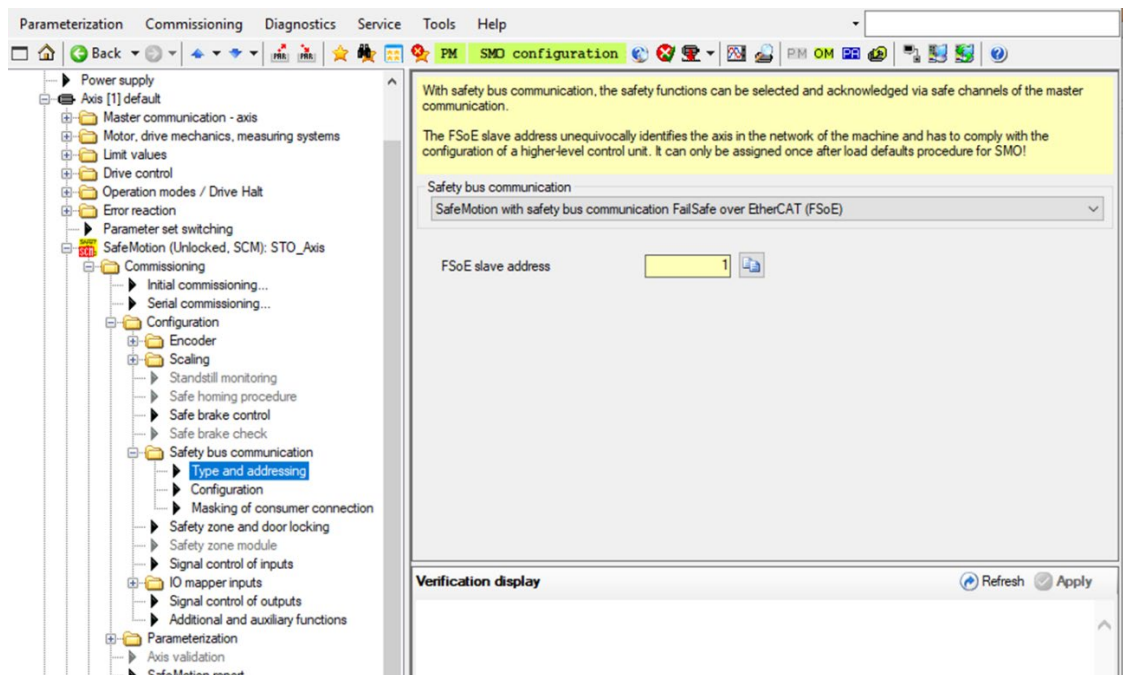 Parameterization Commissioning Diagnostics Service Tools Help
Back PM SMO configuration PM OM
Power supply
Axis [1] default
Master communication - axis
Motor, drive mechanics, measuring systems
Limit values
Drive control
Operation modes / Drive Halt
Error reaction
Parameter set switching
SafeMotion (Unlocked, SCM): STO_Axis
Commissioning
Initial commissioning...
Serial commissioning...
Configuration
Encoder
Scaling
Standstill monitoring
Safe homing procedure
Safe brake control
Safe brake check
Safety bus communication
Type and addressing
Configuration
Masking of consumer connection
Safety zone and door locking
Safety zone module
Signal control of inputs
IO mapper inputs
Signal control of outputs
Additional and auxiliary functions
Parameterization
Axis validation
SafeMotion report
With safety bus communication, the safety functions can be selected and acknowledged via safe channels of the master
communication.
The FSoE slave address unequivocally identifies the axis in the network of the machine and has to comply with the
configuration of a higher-level control unit. It can only be assigned once after load defaults procedure for SMO!
Safety bus communication
SafeMotion with safety bus communication FailSafe over EtherCAT (FSoE)
FSoE slave address 1
Verification display Refresh Apply